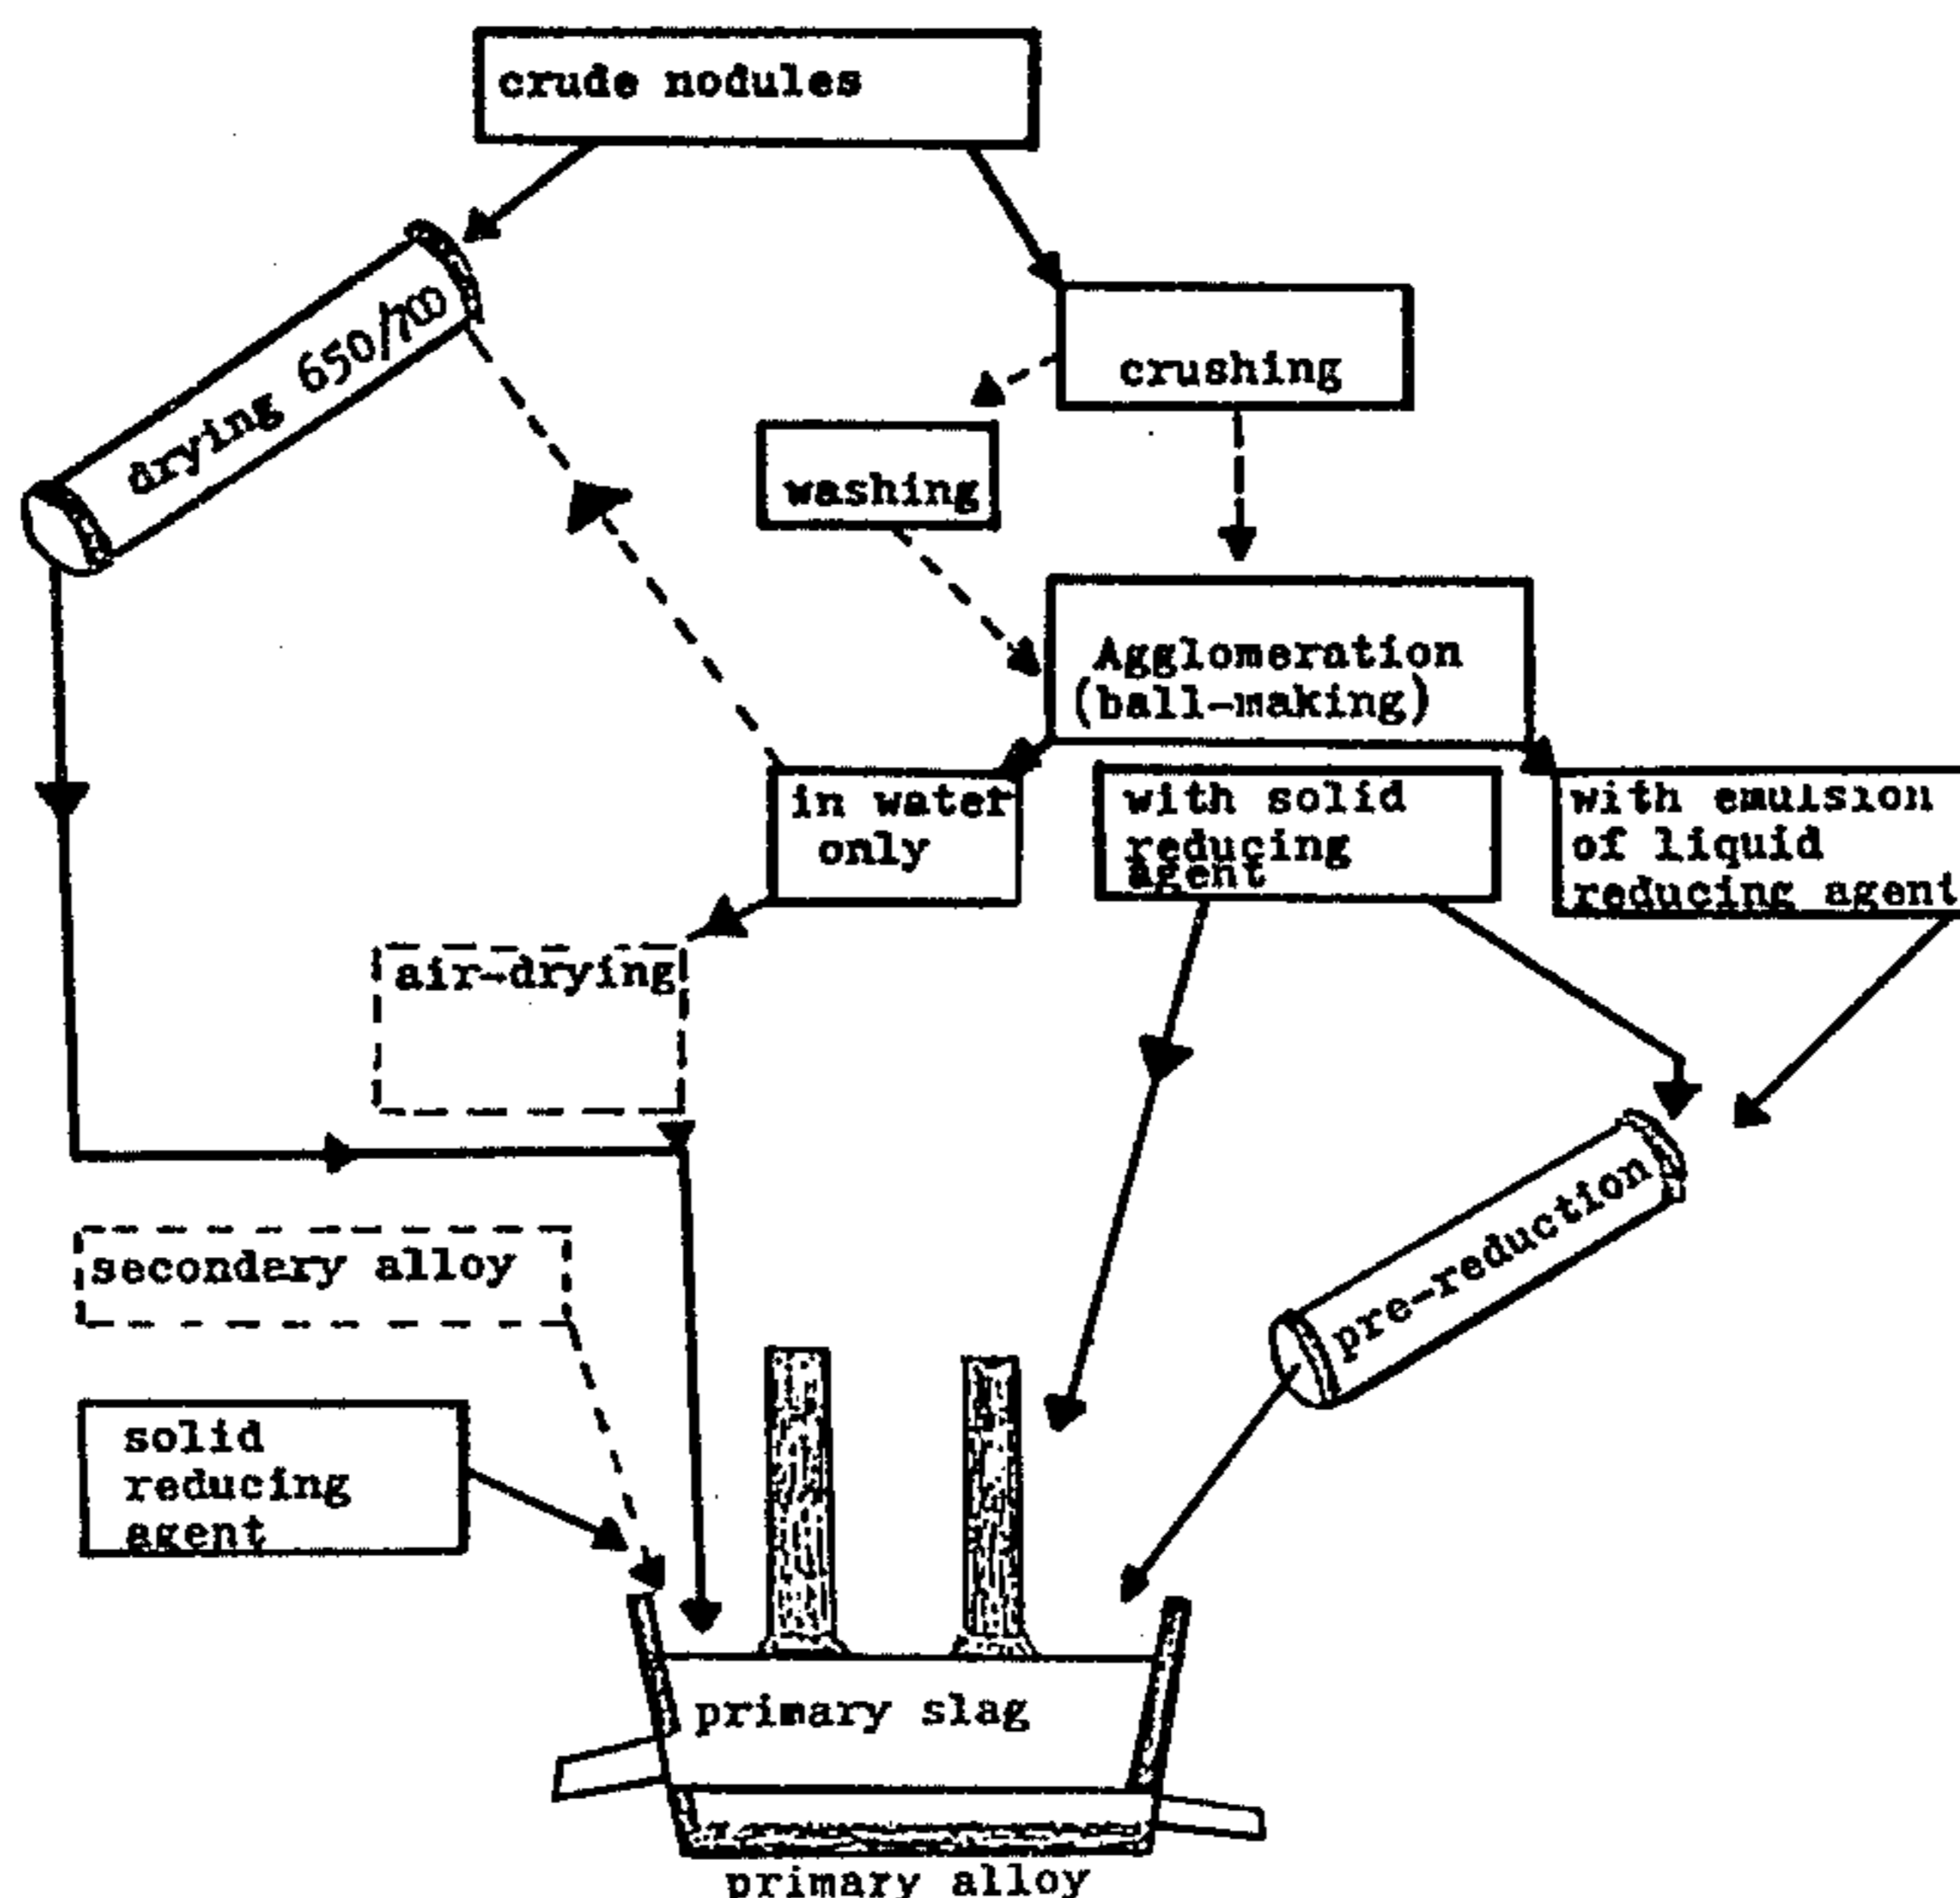 crude nodules
drying 650/700
crushing
washing
Agglomeration
(ball-making)
in water
only
with solid
reducing
agent
with emulsion
of liquid
reducing agent
air-drying
pre-reduction
secondary alloy
solid
reducing
agent
primary slag
primary alloy